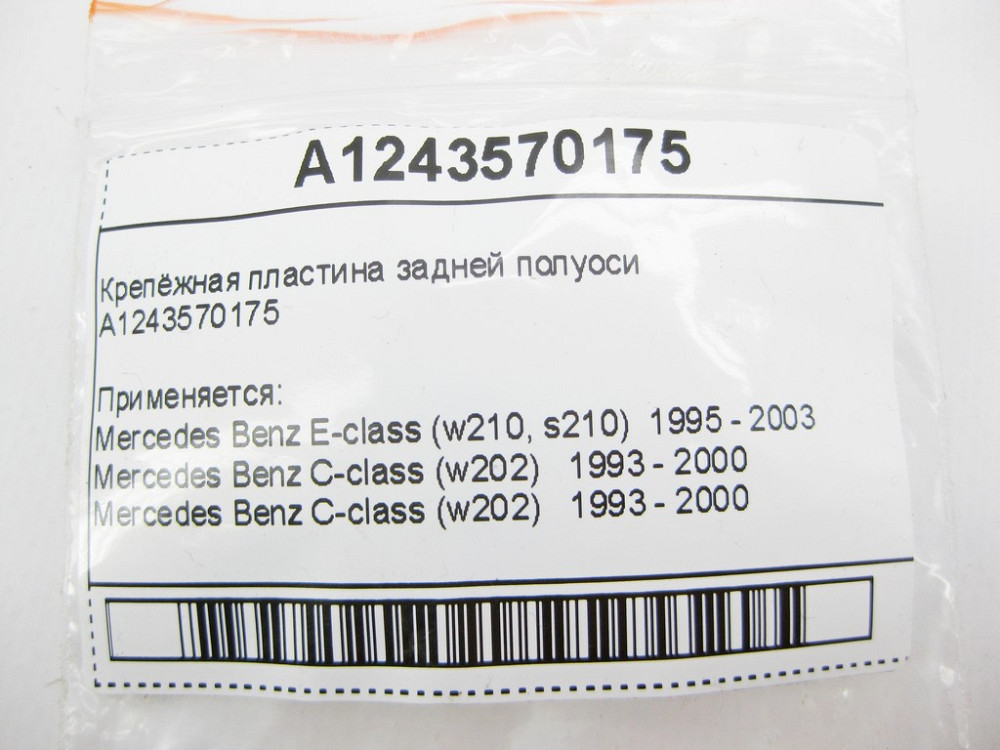 A1243570175
Крепёжная пластина задней полуоси
A1243570175
Применяется:
Mercedes Benz E-class (w210, s210) 1995 - 2003
Mercedes Benz C-class (w202) 1993 - 2000
Mercedes Benz C-class (w202) 1993 - 2000